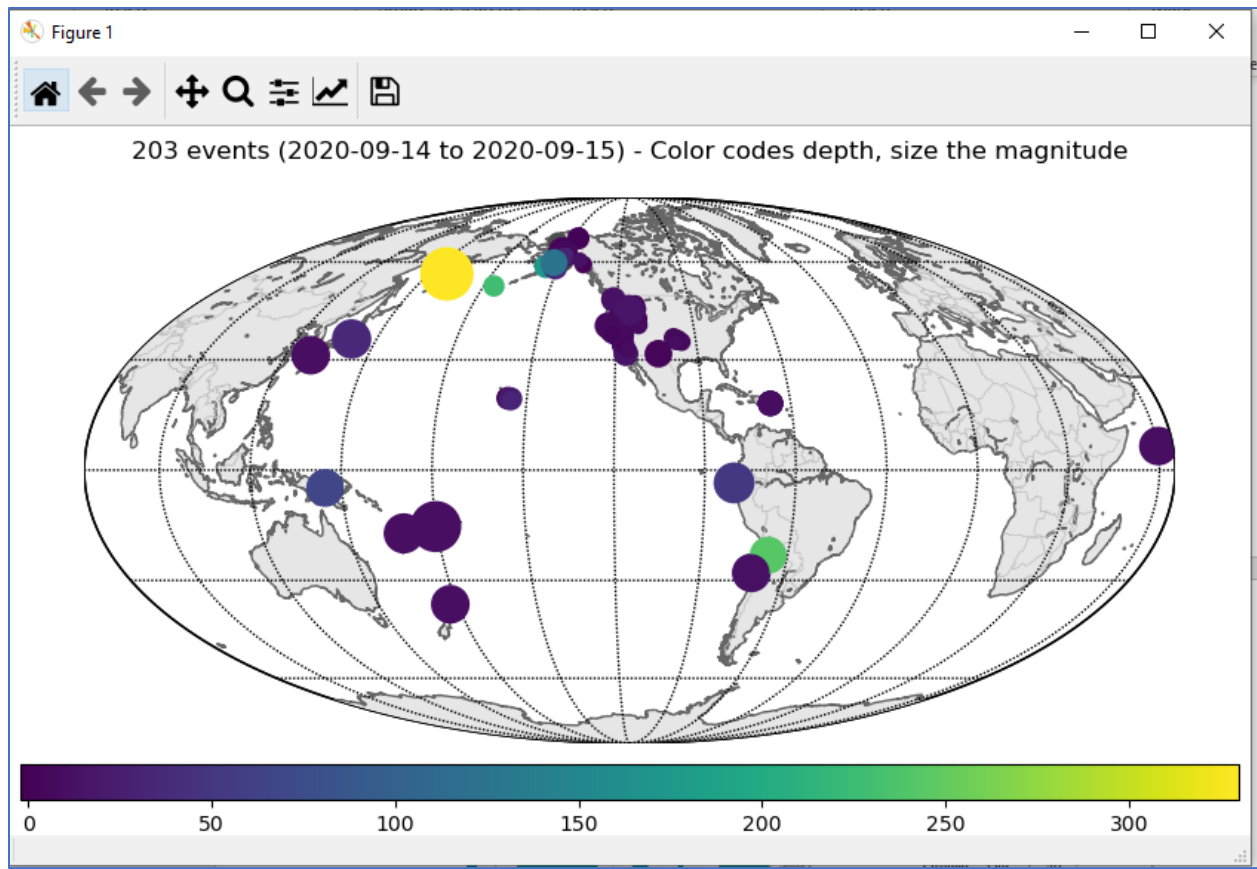 Figure 1
203 events (2020-09-14 to 2020-09-15) - Color codes depth, size the magnitude
0 50 100 150 200 250 300